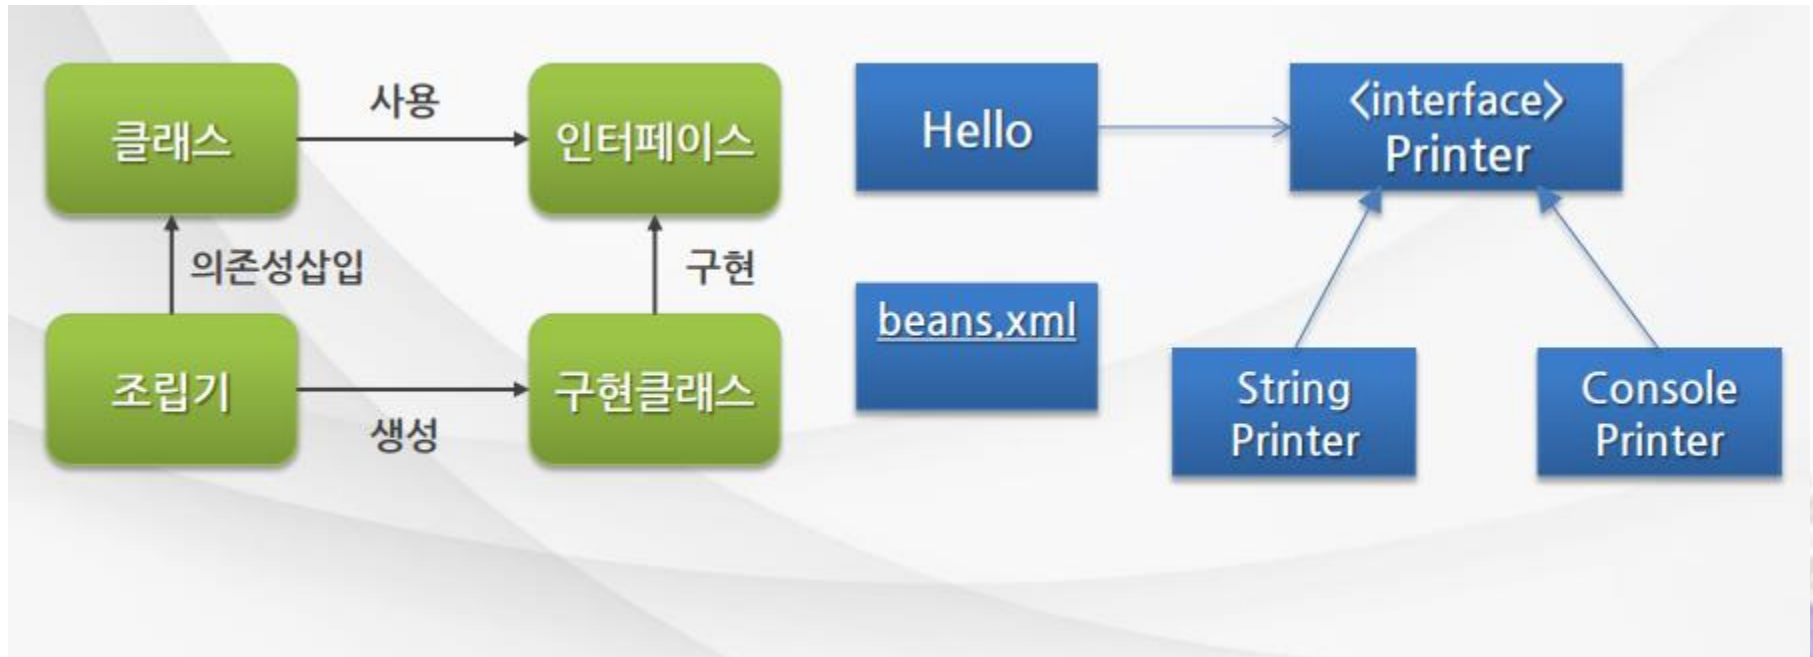 클래스
사용
인터페이스
의존성삽입
구현
조립기
생성
구현클래스
Hello
<interface>
Printer
beans.xml
String
Printer
Console
Printer